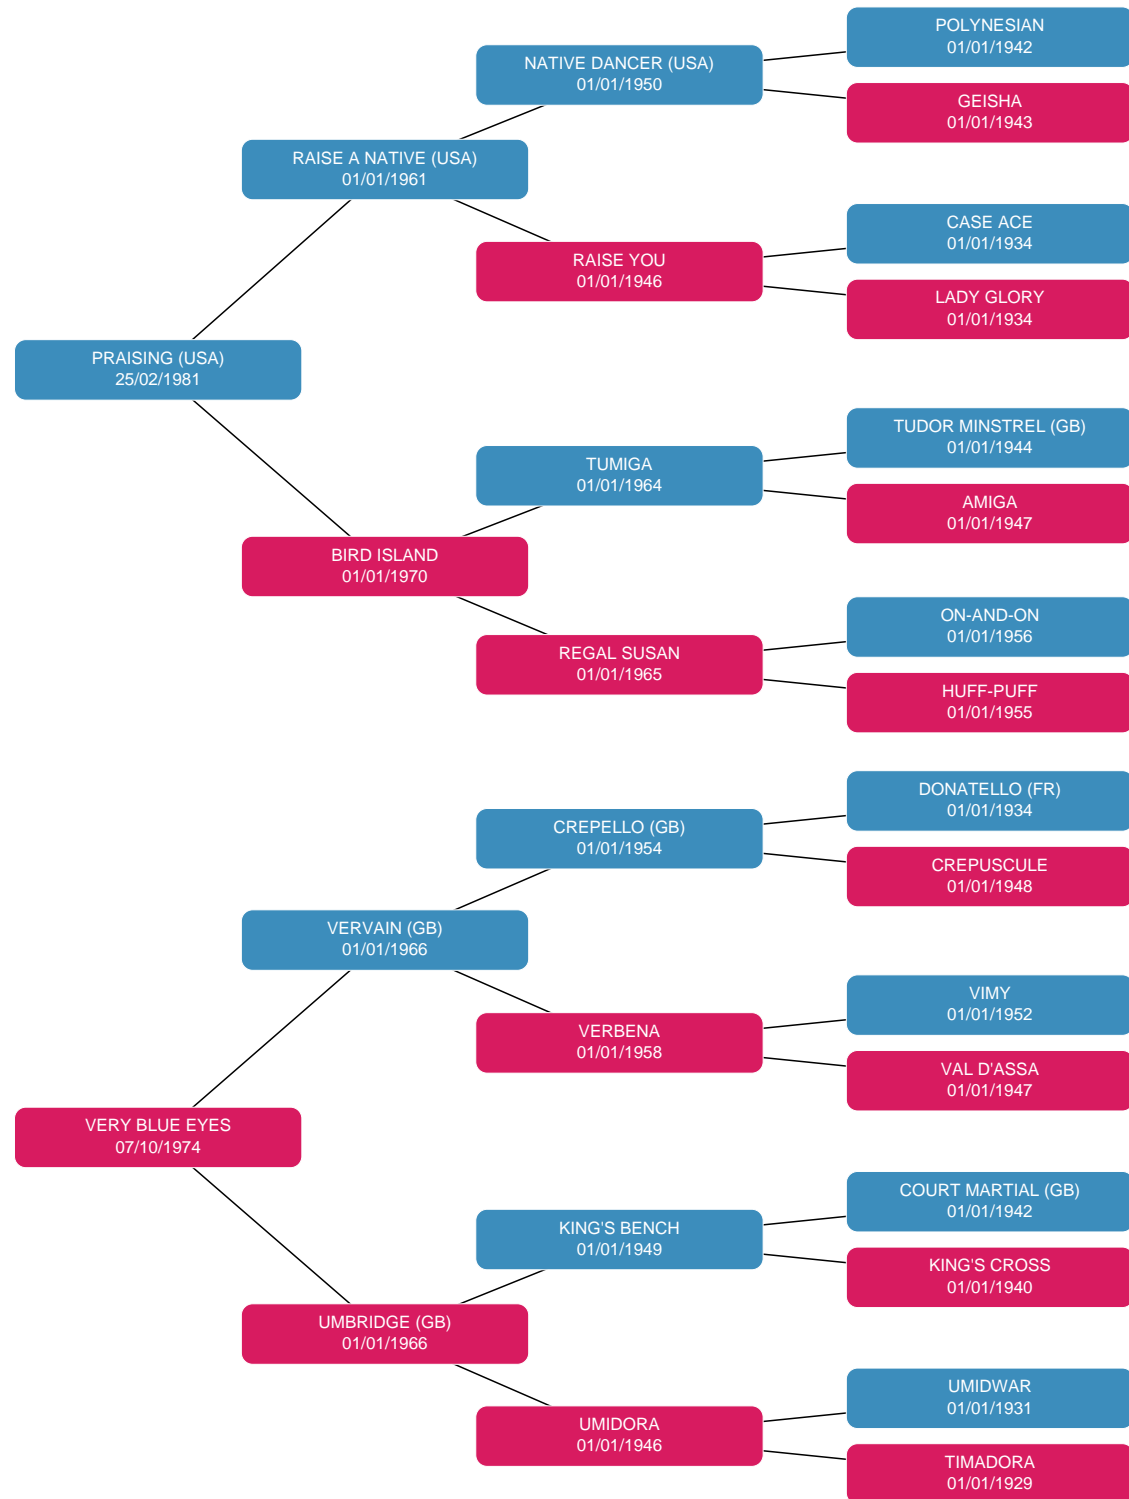 POLYNESIAN
01/01/1942
NATIVE DANCER (USA)
01/01/1950
GEISHA
01/01/1943
RAISE A NATIVE (USA)
01/01/1961
CASE ACE
01/01/1934
RAISE YOU
01/01/1946
LADY GLORY
01/01/1934
PRAISING (USA)
25/02/1981
TUDOR MINSTREL (GB)
01/01/1944
TUMIGA
01/01/1964
AMIGA
01/01/1947
BIRD ISLAND
01/01/1970
ON-AND-ON
01/01/1956
REGAL SUSAN
01/01/1965
HUFF-PUFF
01/01/1955
DONATELLO (FR)
01/01/1934
CREPELLO (GB)
01/01/1954
CREPUSCULE
01/01/1948
VERVAIN (GB)
01/01/1966
VIMY
01/01/1952
VERBENA
01/01/1958
VAL D'ASSA
01/01/1947
VERY BLUE EYES
07/10/1974
COURT MARTIAL (GB)
01/01/1942
KING'S BENCH
01/01/1949
KING'S CROSS
01/01/1940
UMBRIDGE (GB)
01/01/1966
UMIDWAR
01/01/1931
UMIDORA
01/01/1946
TIMADORA
01/01/1929